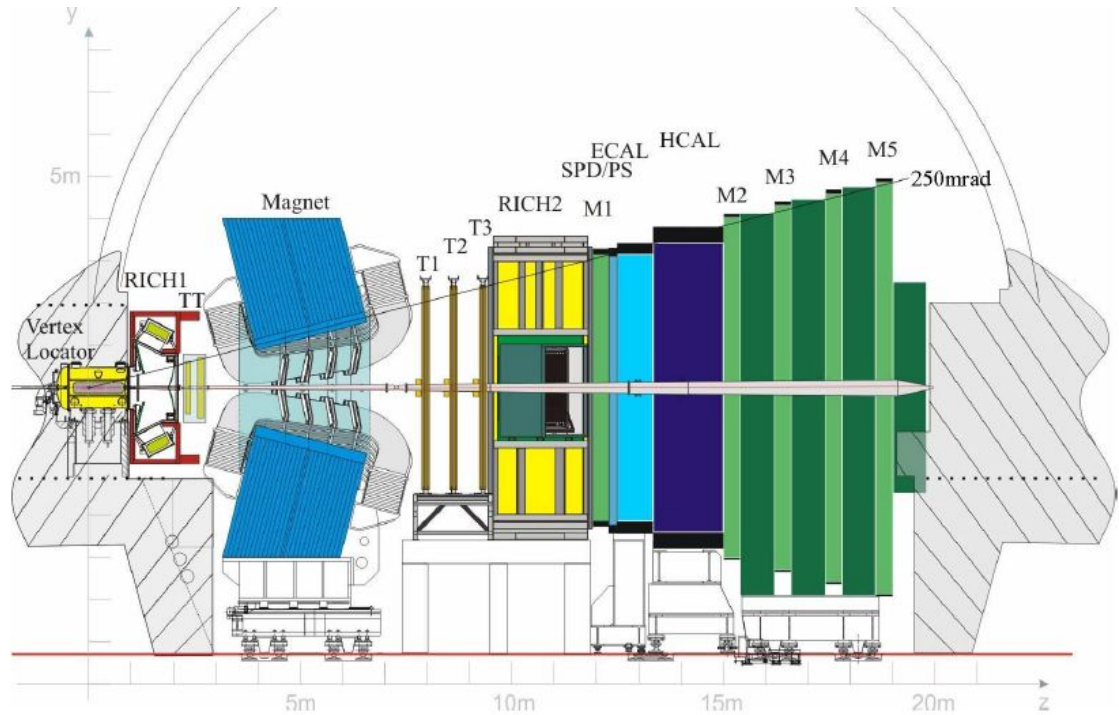 y
5m
Magnet
RICH1
TT
Vertex
Locator
T1
T2
T3
RICH2
M1
SPD/PS
ECAL
HCAL
M2
M3
M4
M5
250mrad
5m
10m
15m
20m
z